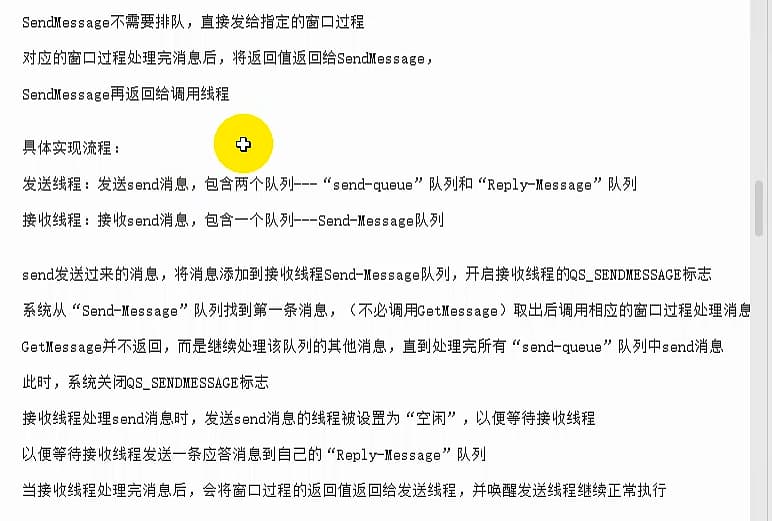 SendMessage不需要排队，直接发给指定的窗口过程
对应的窗口过程处理完消息后，将返回值返回给SendMessage，
SendMessage再返回给调用线程
具体实现流程：
发送线程：发送send消息，包含两个队列---“send-queue”队列和“Reply-Message”队列
接收线程：接收send消息，包含一个队列---Send-Message队列
send发送过来的消息，将消息添加到接收线程Send-Message队列，开启接收线程的QS_SENDMESSAGE标志
系统从“Send-Message”队列找到第一条消息，（不必调用GetMessage）取出后调用相应的窗口过程处理消息
GetMessage并不返回，而是继续处理该队列的其他消息，直到处理完所有“send-queue”队列中send消息
此时，系统关闭QS_SENDMESSAGE标志
接收线程处理send消息时，发送send消息的线程被设置为“空闲”，以便等待接收线程
以便等待接收线程发送一条应答消息到自己的“Reply-Message”队列
当接收线程处理完消息后，会将窗口过程的返回值返回给发送线程，并唤醒发送线程继续正常执行